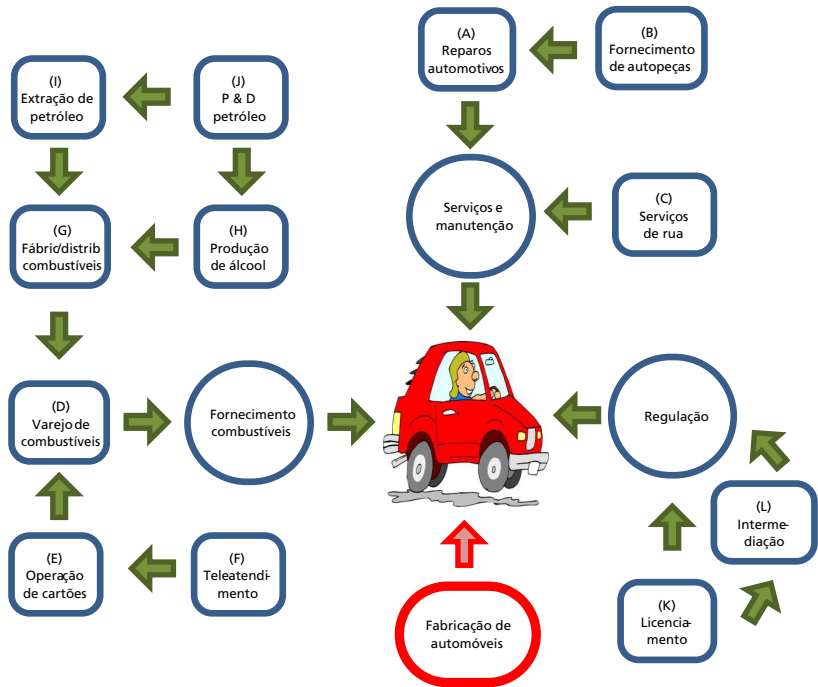 (I)
Extração de
petróleo
(J)
P & D
petróleo
(A)
Reparos
automotivos
(B)
Fornecimento
de autopeças
(G)
Fábric/distrib
combustíveis
(H)
Produção
de álcool
Serviços e
manutenção
(C)
Serviços
de rua
(D)
Varejo de
combustíveis
Fornecimento
combustíveis
Regulação
(E)
Operação
de cartões
(F)
Teleatendi-
mento
Fabricação de
automóveis
(L)
Interme-
diação
(K)
Licencia-
mento